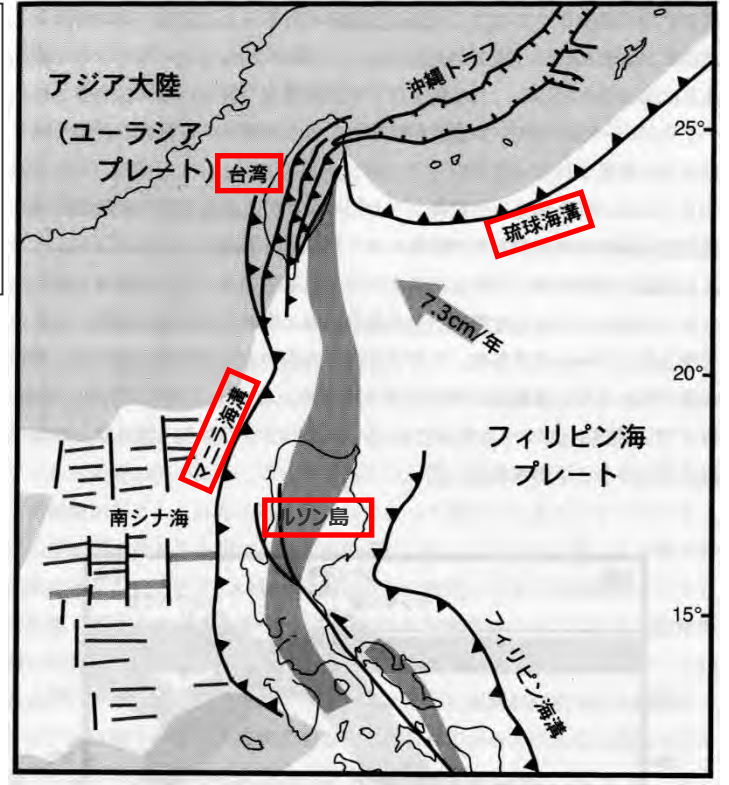 沖縄トラフ
アジア大陸
（ユーラシア
プレート）
台湾
25°
琉球海溝
7.3cm/年
20°
マニラ海溝
フィリピン海
プレート
ルソン島
南シナ海
15°
フィリピン海溝